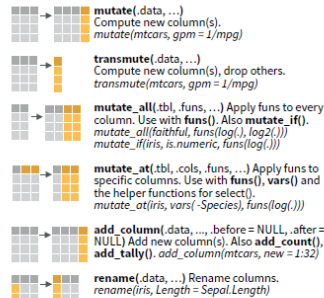 mutate(.data, …)
Compute new column(s).
mutate(mtcars, gpm = 1/mpg)
transmute(.data, …)
Compute new column(s), drop others.
transmute(mtcars, gpm = 1/mpg)
mutate_all(.tbl, .funs, …) Apply funs to every
column. Use with funs(). Also mutate_if().
mutate_all(faithful, funs(log(.), log2(.)))
mutate_if(iris, is.numeric, funs(log(.)))
mutate_at(.tbl, .cols, .funs, …) Apply funs to
specific columns. Use with funs(), vars() and
the helper functions for select().
mutate_at(iris, vars( -Species), funs(log(.)))
add_column(.data, ..., .before = NULL, .after =
NULL) Add new column(s). Also add_count(),
add_tally(). add_column(mtcars, new = 1:32)
rename(.data, …) Rename columns.
rename(iris, Length = Sepal.Length)